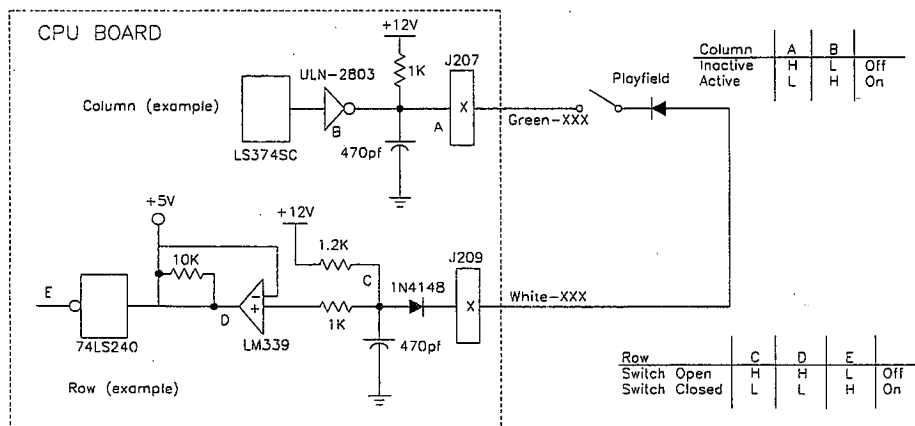 CPU BOARD
+12V
1K
J207
ULN-2803
Column (example)
LS374SC
B
A
X
470pf
Green-XXX
Playfield
Column A B
Inactive H L Off
Active L H On
+5V
+12V
1.2K
10K
C
J209
1N4148
E
D
-
+
1K
X
White-XXX
74LS240
LM339
470pf
Row (example)
Row C D E
Switch Open H H L Off
Switch Closed L L H On